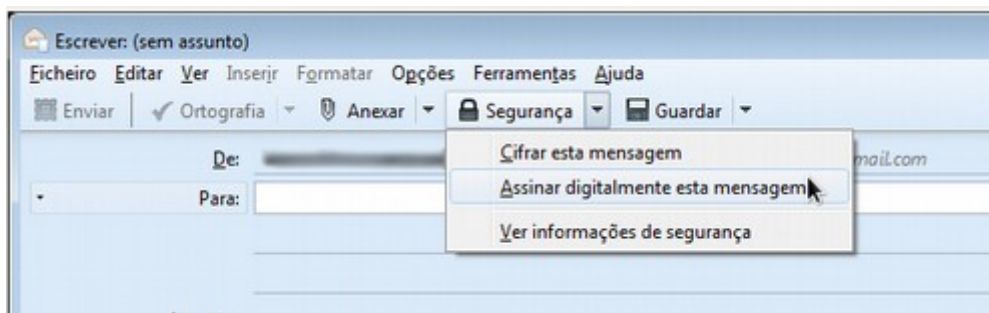 Escrever: (sem assunto)
Ficheiro Editar Ver Inserir Formatar Opções Ferramentas Ajuda
Enviar Ortografia Anexar Segurança Guardar
De: mail.com
Cifrar esta mensagem
Para:
Assinar digitalmente esta mensagem
Ver informações de segurança